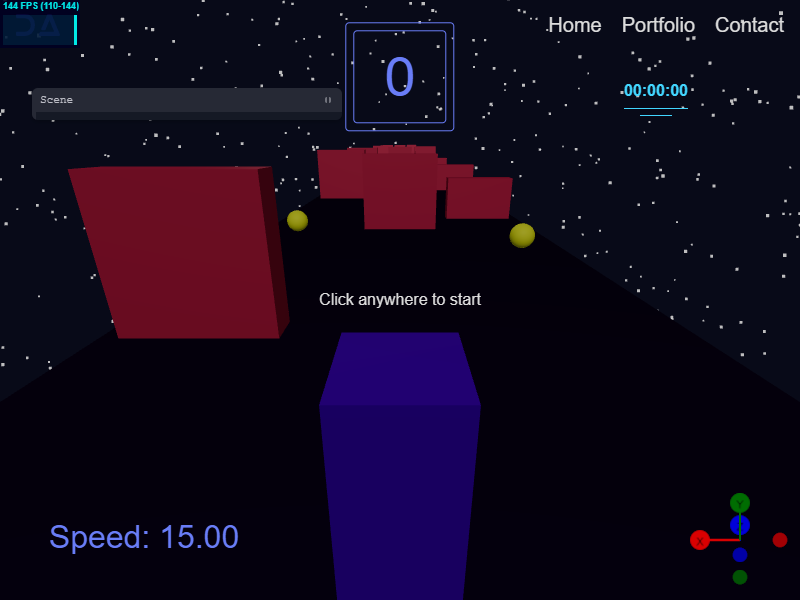 144 FPS (110-144)
DA
Home Portfolio Contact
0
00:00:00
Scene
Click anywhere to start
Speed: 15.00
Y
X